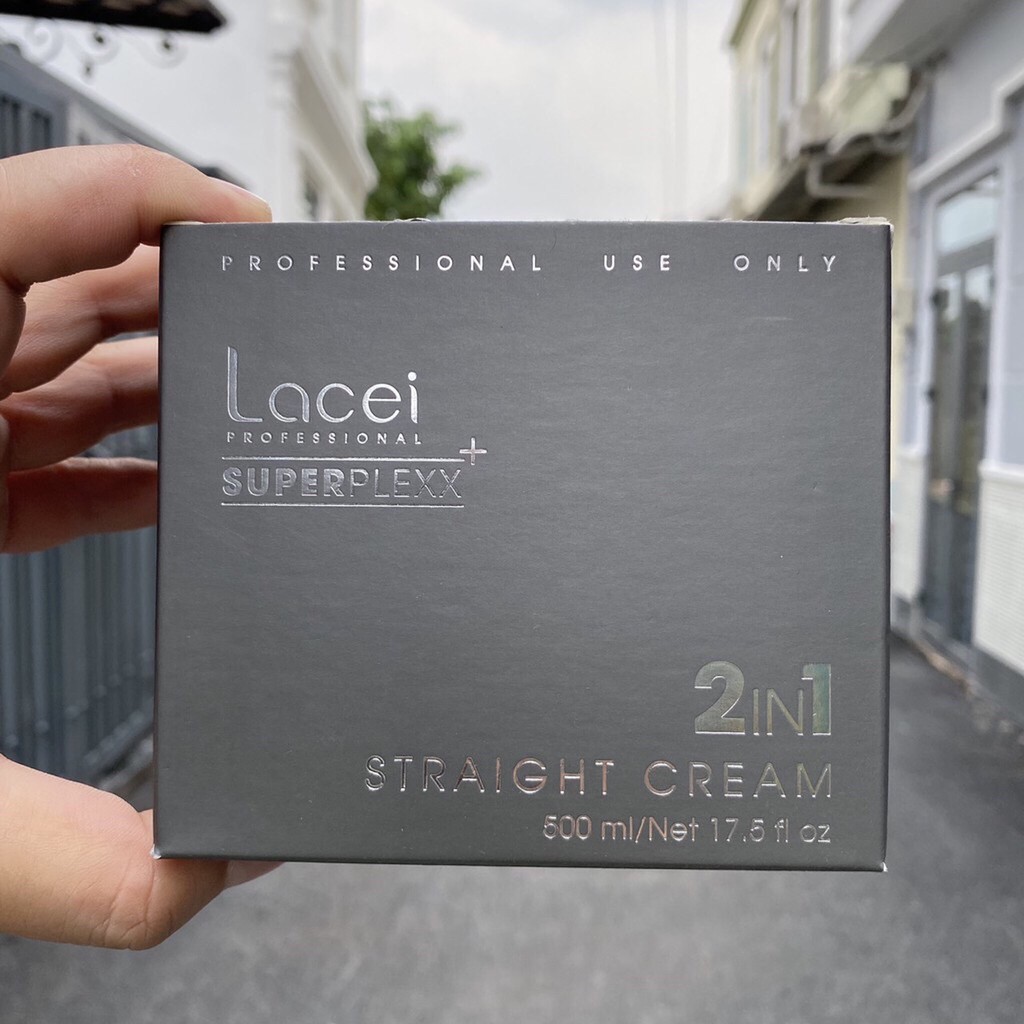 PROFESSIONAL USE ONLY
Lacei
PROFESSIONAL
SUPERPLEXX+
2IN1
STRAIGHT CREAM
500 ml/Net 17.5 fl oz